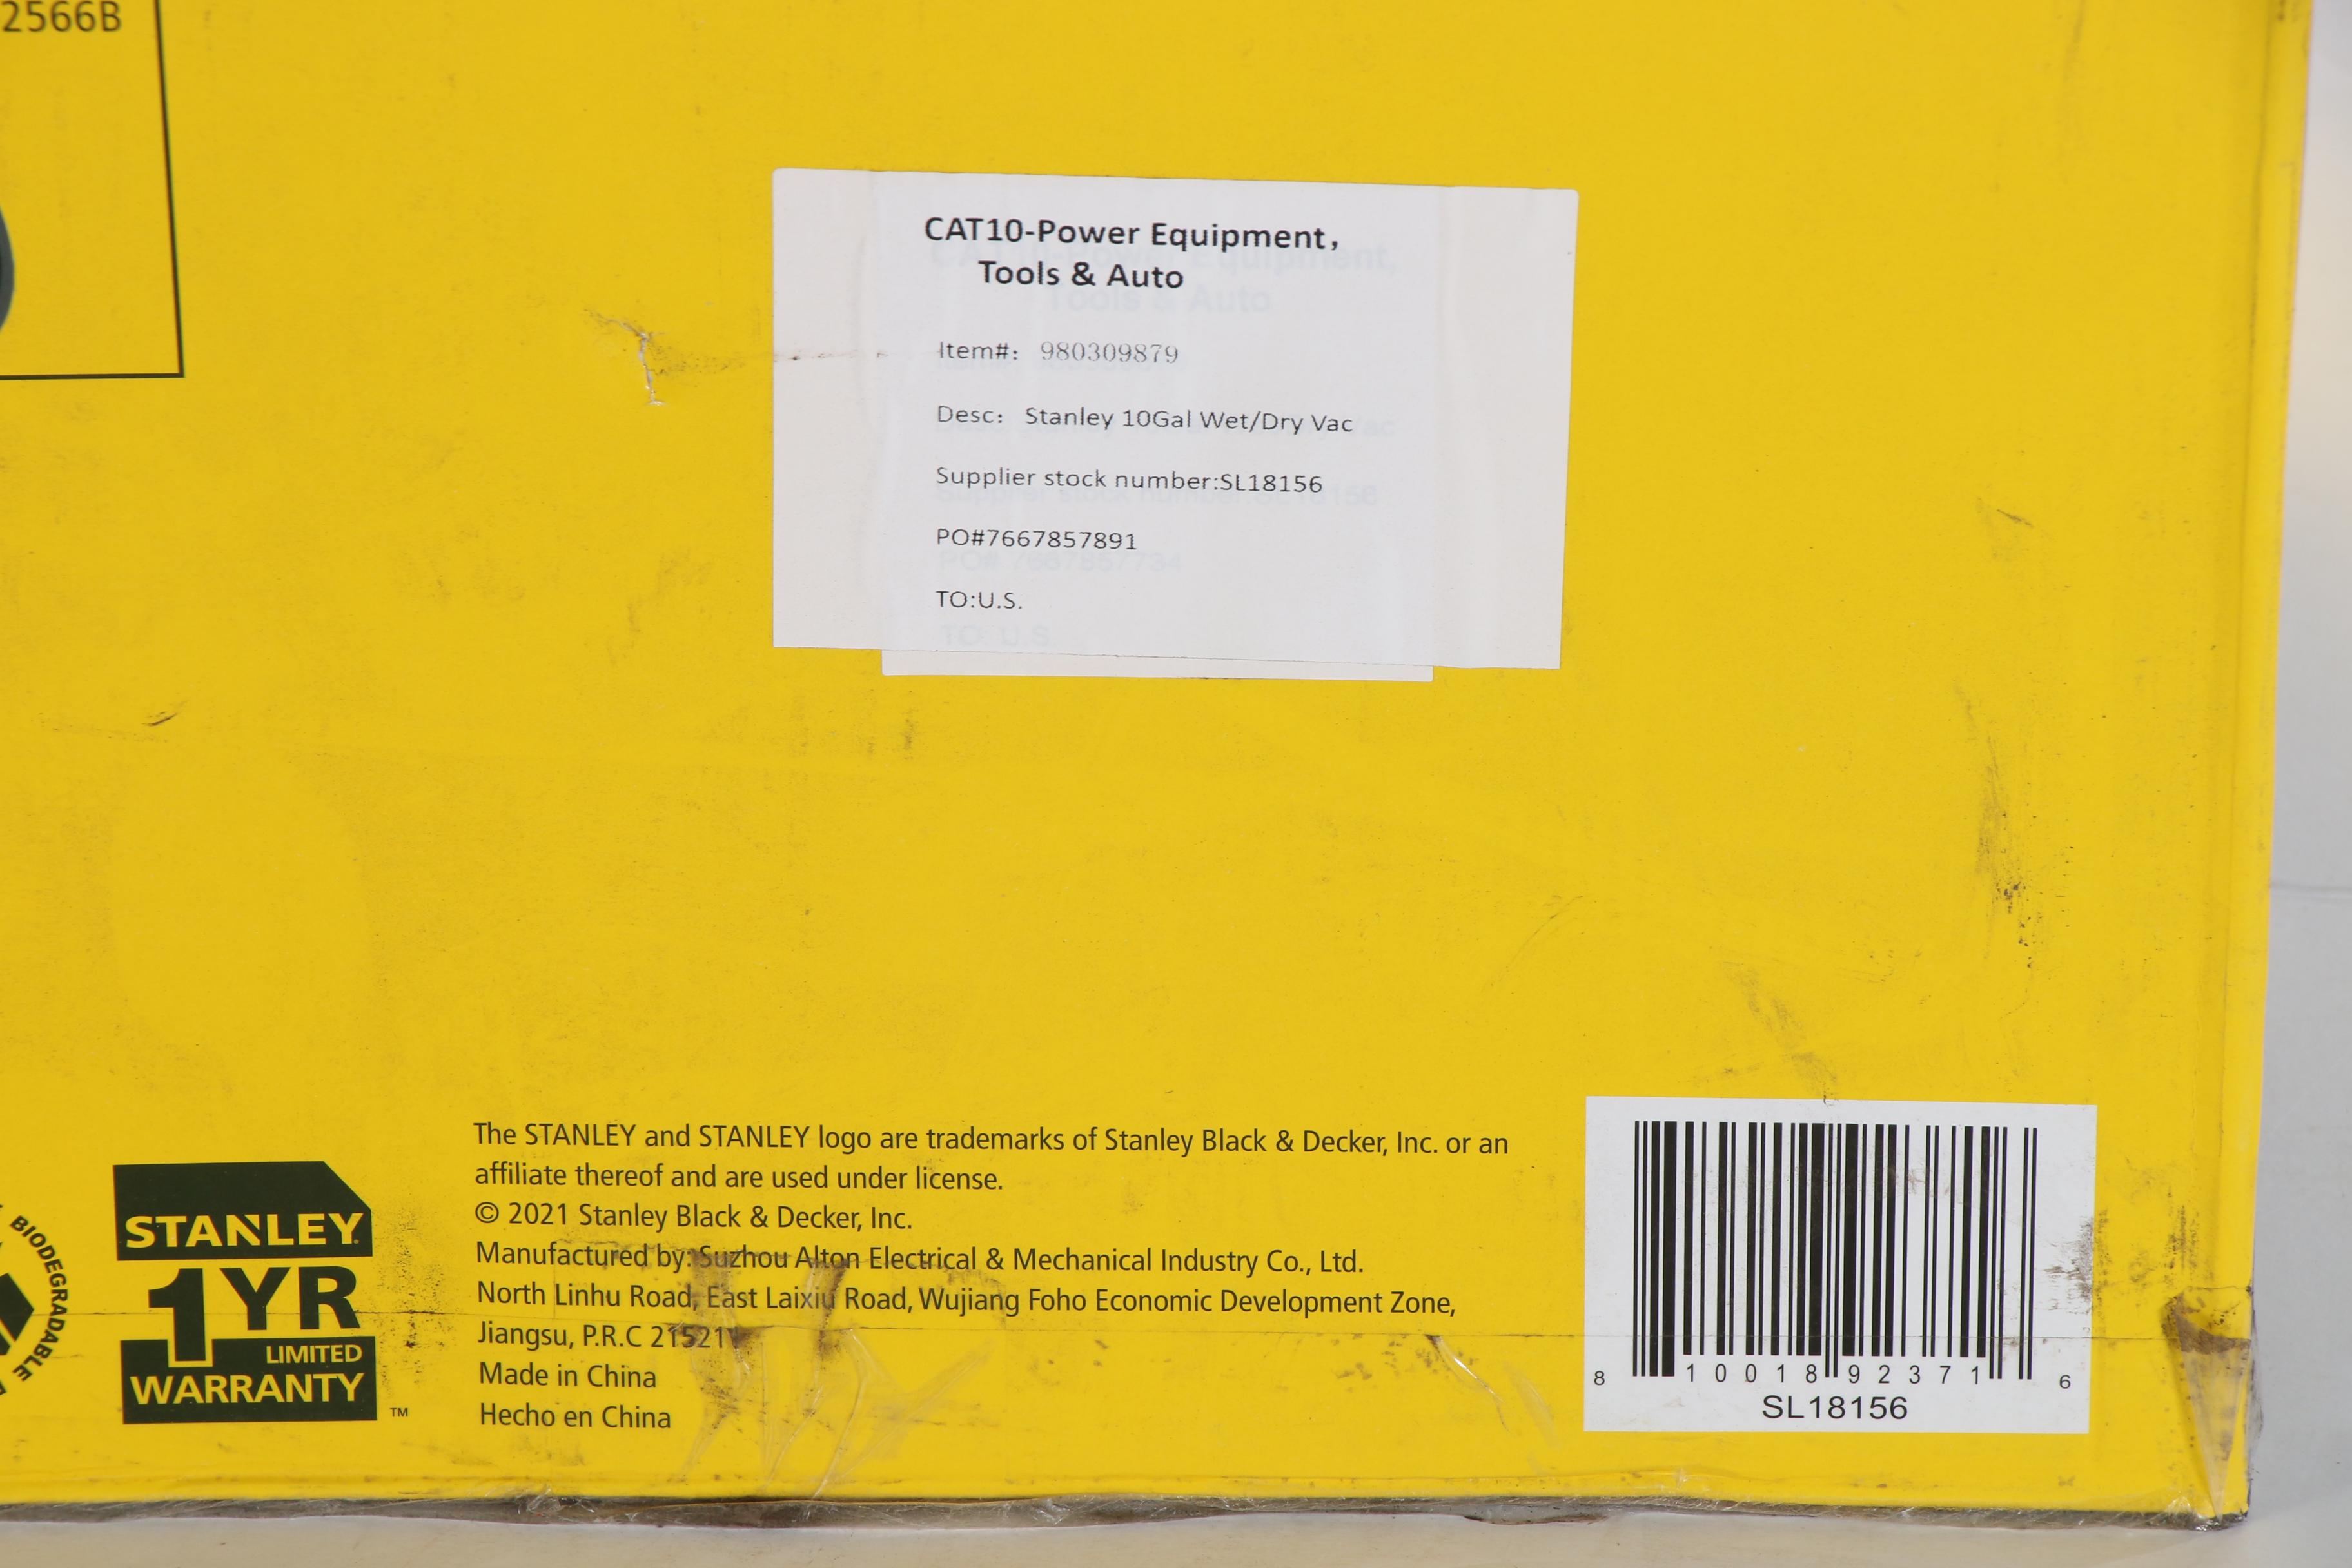 2566B
CAT10-Power Equipment,
Tools & Auto
Item#: 980309879
Desc: Stanley 10Gal Wet/Dry Vac
Supplier stock number:SL18156
PO#7667857891
TO:U.S.
BIODEGRADABLE
STANLEY
1YR
LIMITED
WARRANTY
™
The STANLEY and STANLEY logo are trademarks of Stanley Black & Decker, Inc. or an
affiliate thereof and are used under license.
© 2021 Stanley Black & Decker, Inc.
Manufactured by: Suzhou Alton Electrical & Mechanical Industry Co., Ltd.
North Linhu Road, East Laixiu Road, Wujiang Foho Economic Development Zone,
Jiangsu, P.R.C
Made in China
Hecho en China
8 10018 92371 6
SL18156